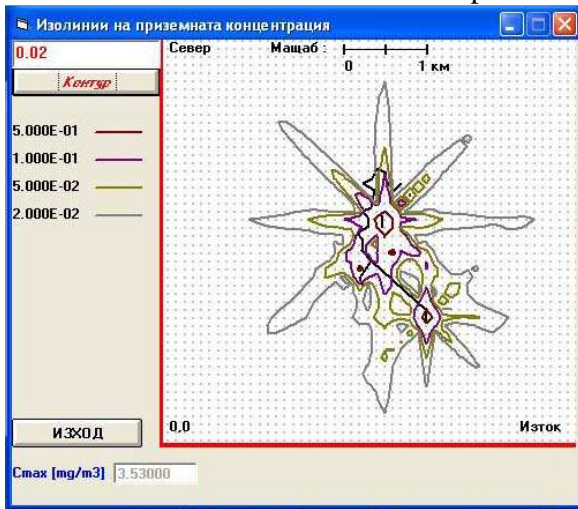 Изолинии на приземната концентрация
0.02
Контур
5.000E-01
1.000E-01
5.000E-02
2.000E-02
Север Мащаб :
0 1 км
1
0,0 Изток
ИЗХОД
Cmax [mg/m3] 3.53000